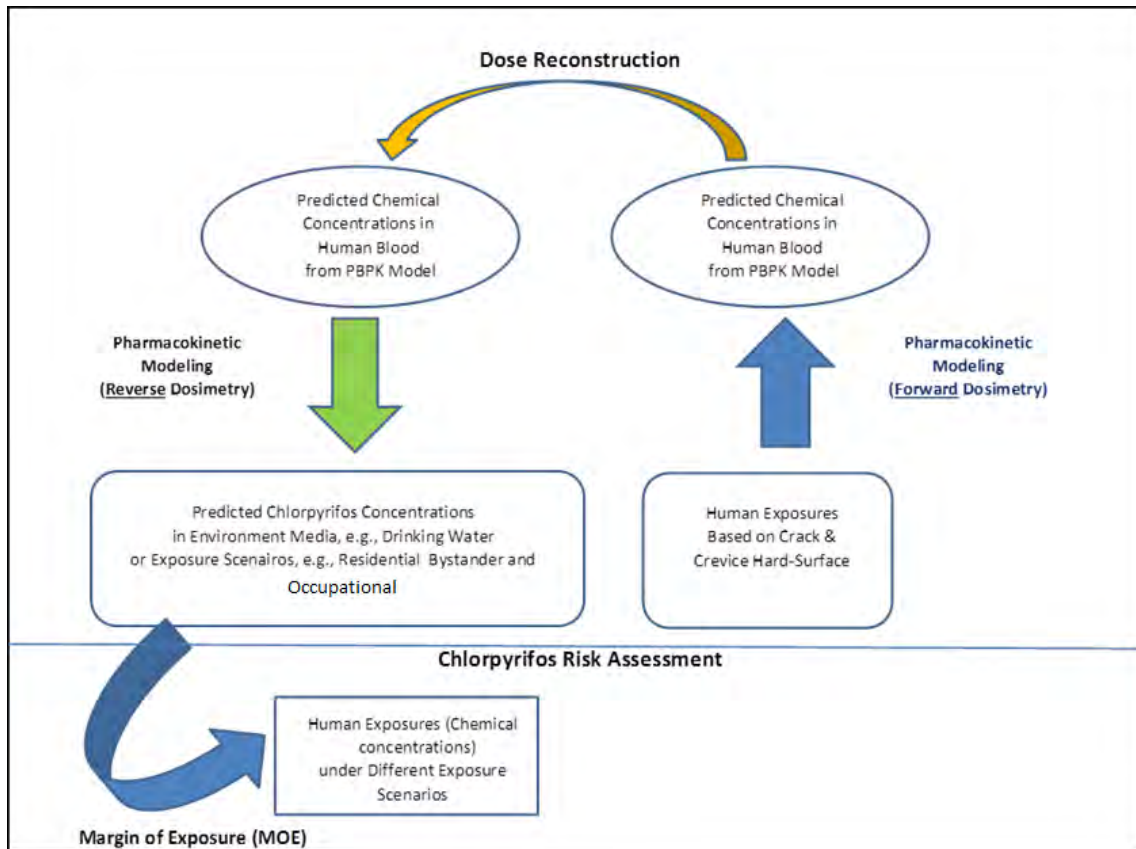 Dose Reconstruction
Predicted Chemical
Concentrations in
Human Blood
from PBPK Model
Predicted Chemical
Concentrations in
Human Blood
from PBPK Model
Pharmacokinetic
Modeling
(Reverse Dosimetry)
Pharmacokinetic
Modeling
(Forward Dosimetry)
Predicted Chlorpyrifos Concentrations
in Environment Media, e.g., Drinking Water
or Exposure Scenairos, e.g., Residential Bystander and
Occupational
Human Exposures
Based on Crack &
Crevice Hard-Surface
Chlorpyrifos Risk Assessment
Human Exposures (Chemical
concentrations)
under Different Exposure
Scenarios
Margin of Exposure (MOE)